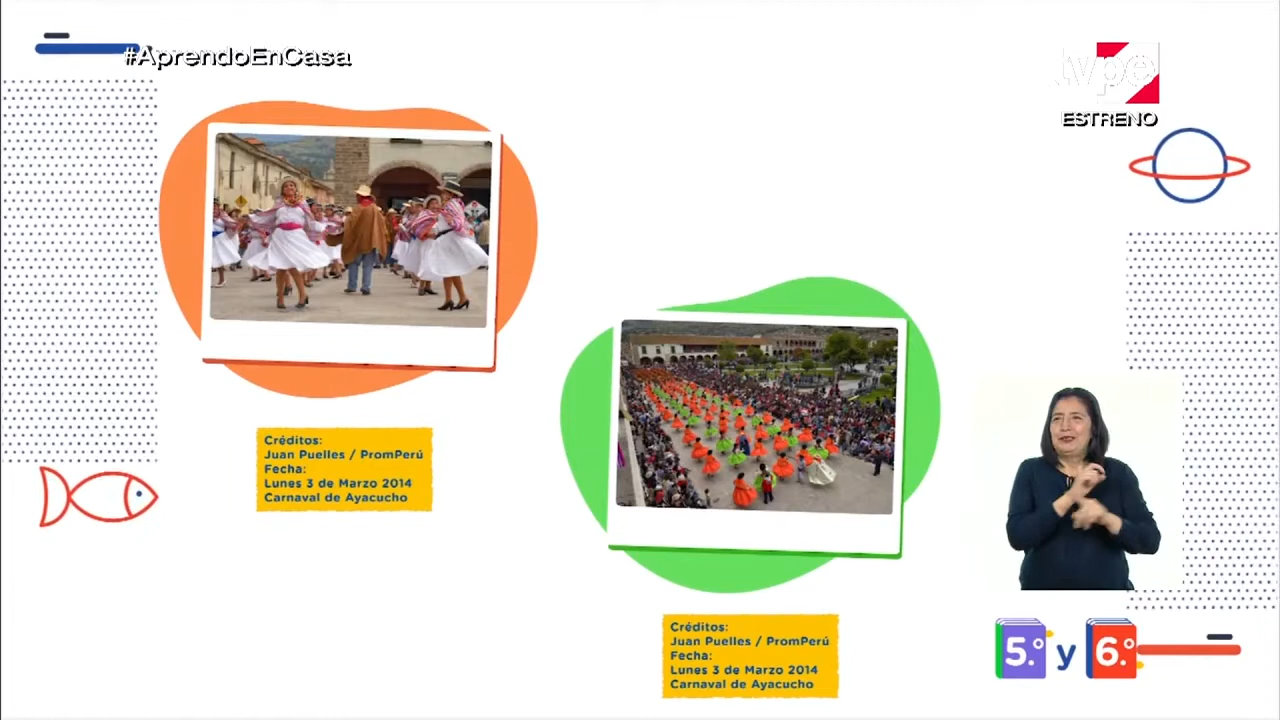 #AprendoEnCasa
tvpe
ESTRENO
Créditos:
Juan Puelles / PromPerú
Fecha:
Lunes 3 de Marzo 2014
Carnaval de Ayacucho
Créditos:
Juan Puelles / PromPerú
Fecha:
Lunes 3 de Marzo 2014
Carnaval de Ayacucho
5.º y 6.º